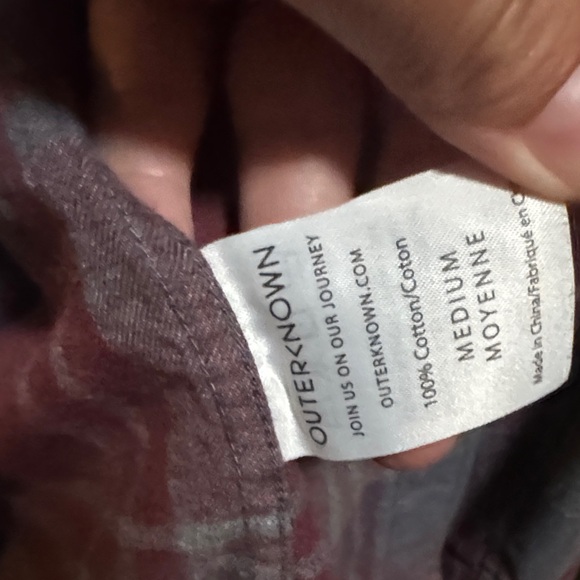 OUTER<NOWN
JOIN US ON OUR JOURNEY
OUTERKNOWN.COM
100% Cotton/Coton
MEDIUM
MOYENNE
Made in China/Fabriqué en